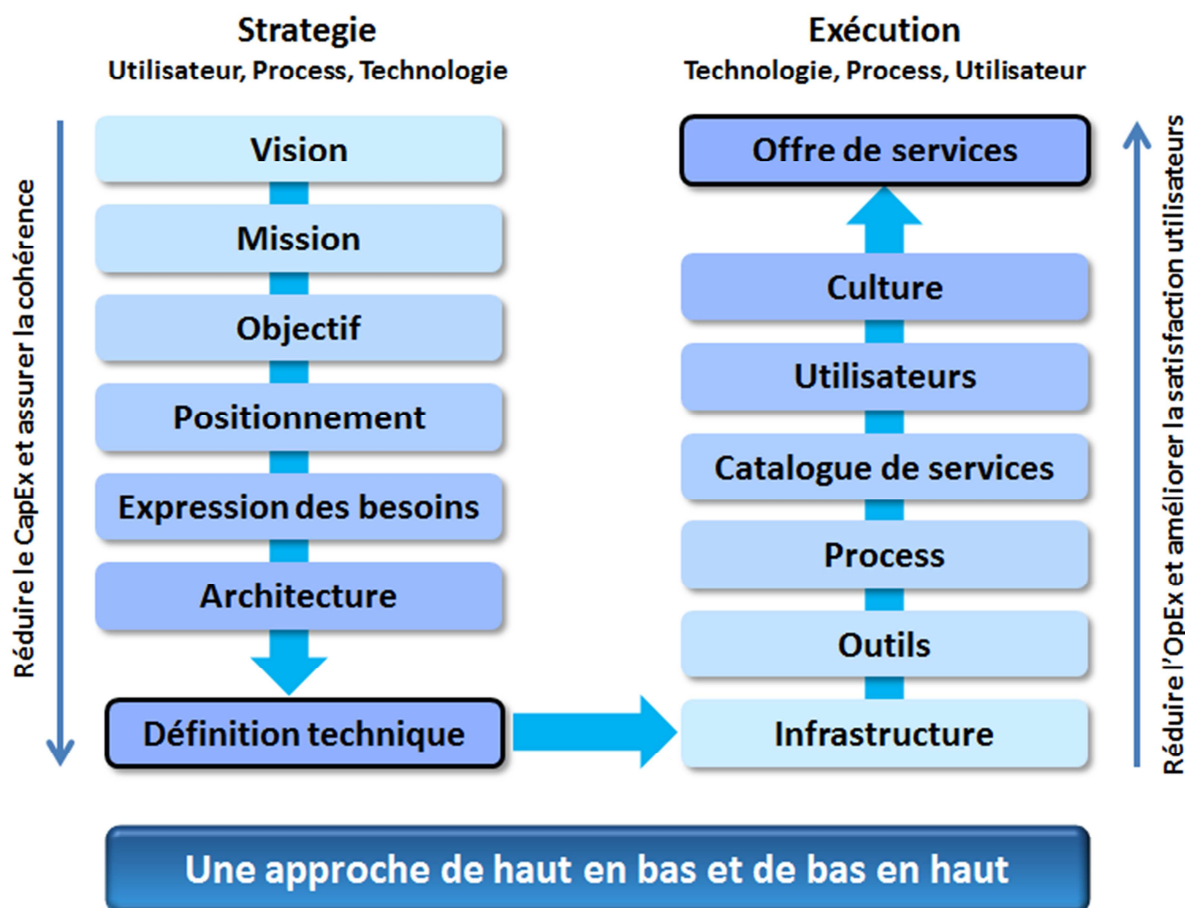 Strategie
Utilisateur, Process, Technologie
Réduire le CapEx et assurer la cohérence
Vision
Mission
Objectif
Positionnement
Expression des besoins
Architecture
Définition technique
Exécution
Technologie, Process, Utilisateur
Offre de services
Culture
Utilisateurs
Catalogue de services
Process
Outils
Infrastructure
Réduire l'OpEx et améliorer la satisfaction utilisateurs
Une approche de haut en bas et de bas en haut